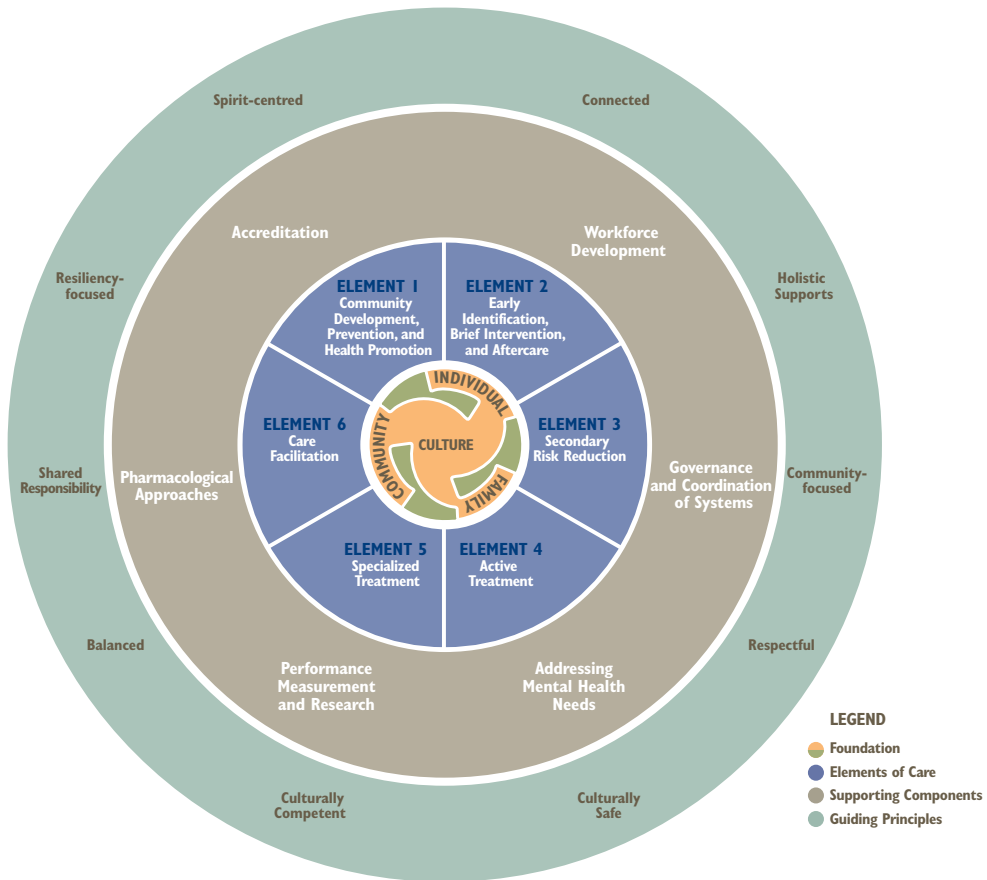 Spirit-centred
Connected
Accreditation
Workforce
Development
Resiliency-
focused
Holistic
Supports
ELEMENT 1
Community
Development,
Prevention, and
Health Promotion
ELEMENT 2
Early
Identification,
Brief Intervention,
and Aftercare
INDIVIDUAL
ELEMENT 6
Care
Facilitation
COMMUNITY
CULTURE
FAMILY
ELEMENT 3
Secondary
Risk Reduction
Shared
Responsibility
Pharmacological
Approaches
Governance
and Coordination
of Systems
Community-
focused
ELEMENT 5
Specialized
Treatment
ELEMENT 4
Active
Treatment
Balanced
Respectful
Performance
Measurement
and Research
Addressing
Mental Health
Needs
Culturally
Competent
Culturally
Safe
LEGEND
Foundation
Elements of Care
Supporting Components
Guiding Principles